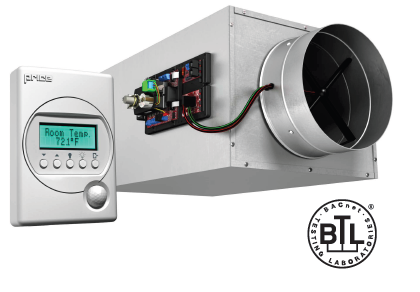 price
Room Temp.
72.1°F
BACnet
BTL
®
TESTING LABORATORIES